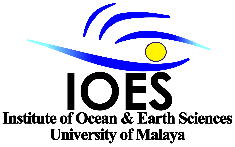 IOES
Institute of Ocean & Earth Sciences
University of Malaya